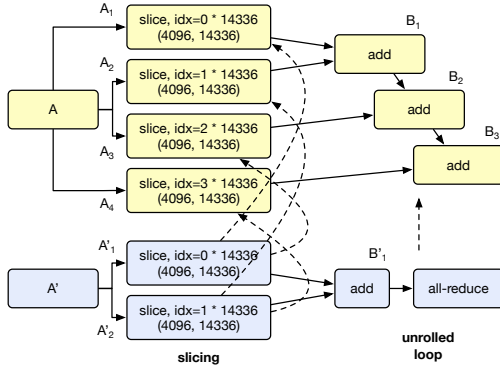 A1
slice, idx=0 * 14336
(4096, 14336)
B1
add
A2
slice, idx=1 * 14336
(4096, 14336)
B2
A
add
A3
slice, idx=2 * 14336
(4096, 14336)
B3
add
slice, idx=3 * 14336
(4096, 14336)
A4
A'1
slice, idx=0 * 14336
(4096, 14336)
B'1
A'
add
all-reduce
slice, idx=1 * 14336
(4096, 14336)
A'2
slicing
unrolled
loop